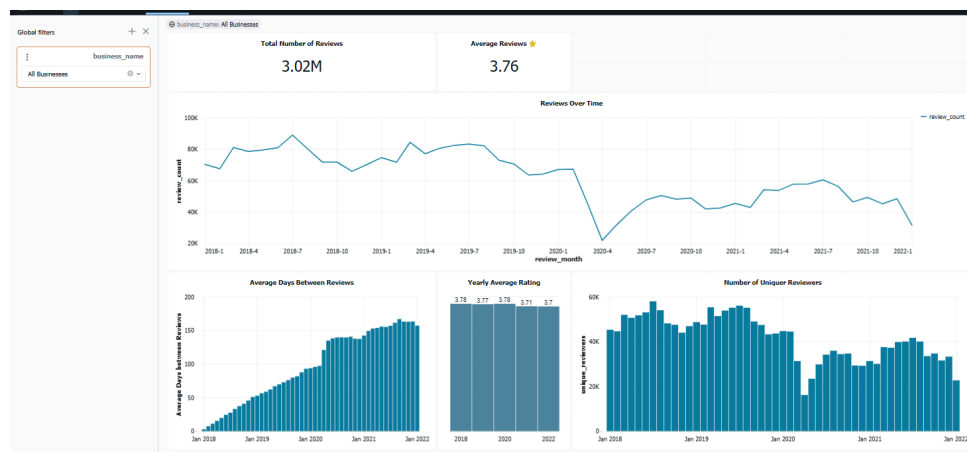 Global filters
business_name: All Businesses
business_name
All Businesses
Total Number of Reviews
3.02M
Average Reviews ⭐
3.76
Reviews Over Time
100K
80K
60K
40K
20K
review_count
2018-1 2018-4 2018-7 2018-10 2019-1 2019-4 2019-7 2019-10 2020-1 2020-4 2020-7 2020-10 2021-1 2021-4 2021-7 2021-10 2022-1
review_month
review_count
Average Days Between Reviews
200
150
100
50
0
Average Days between Reviews
Jan 2018 Jan 2019 Jan 2020 Jan 2021 Jan 2022
Yearly Average Rating
3.78 3.77 3.78 3.71 3.7
2018 2020 2022
Number of Uniquer Reviewers
60K
40K
20K
0
unique_reviewers
Jan 2018 Jan 2019 Jan 2020 Jan 2021 Jan 2022